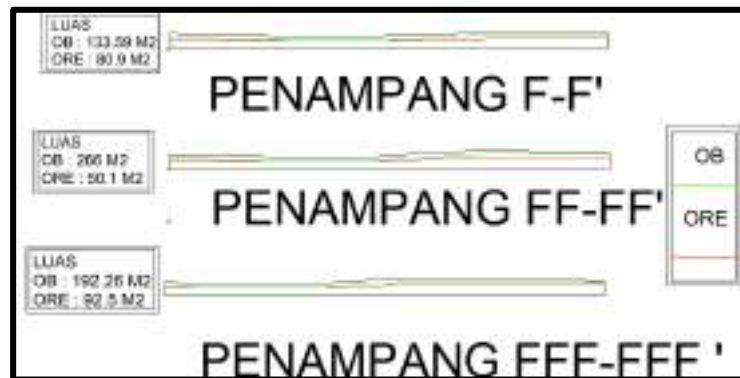 LUAS
OB : 133.59 M2
ORE : 80.9 M2
PENAMPANG F-F'
LUAS
OB : 266 M2
ORE : 50.1 M2
PENAMPANG FF-FF'
OB
ORE
LUAS
OB : 192.26 M2
ORE : 92.5 M2
PENAMPANG FFF-FFF '